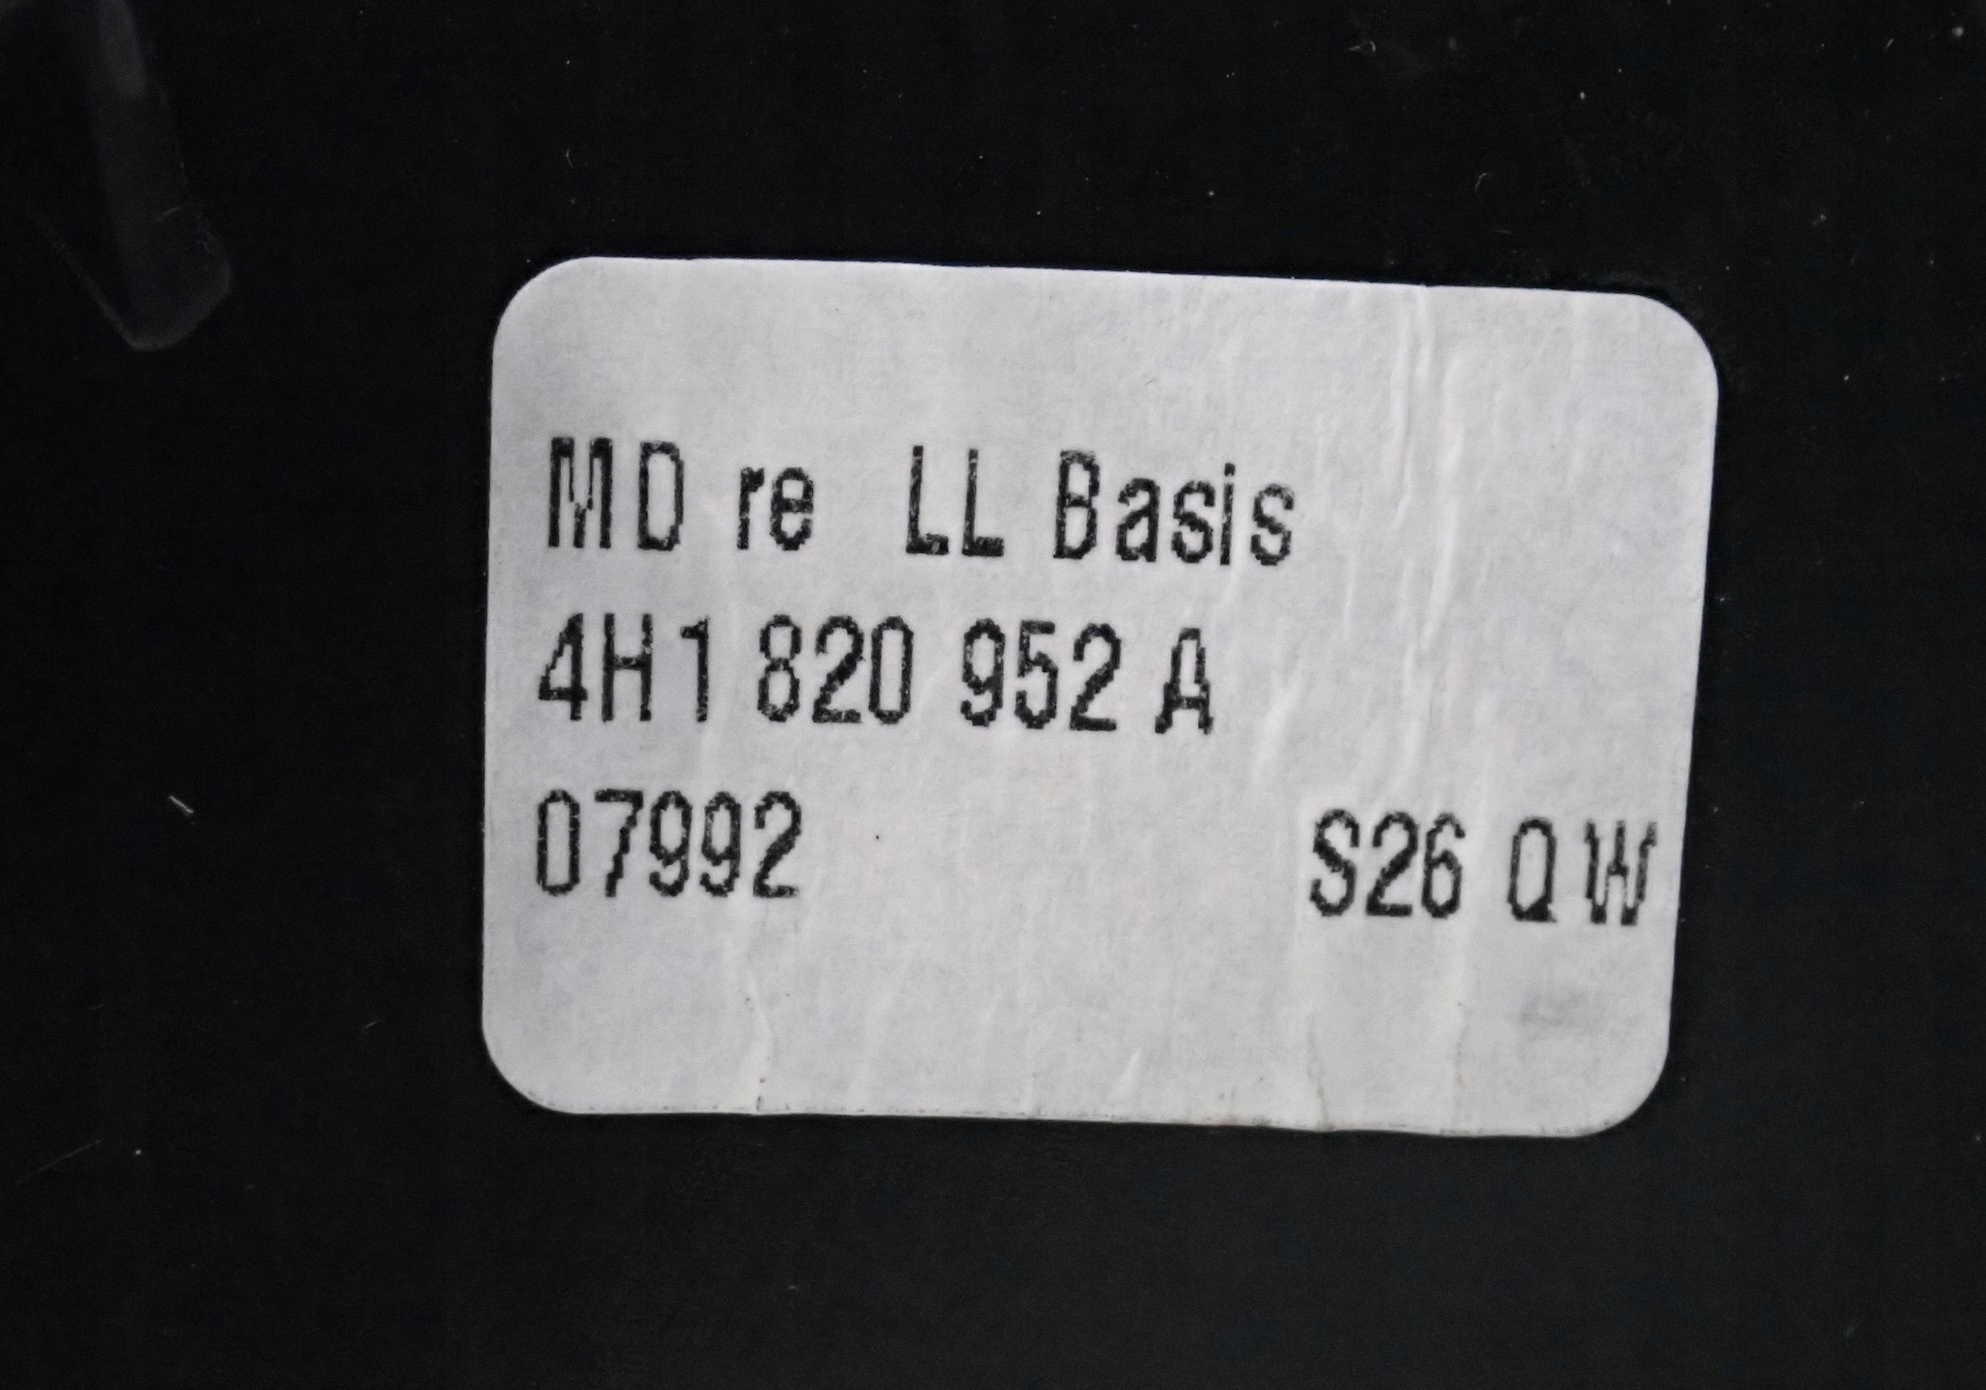 MD re LL Basis
4H1 820 952 A
07992 S26 QW